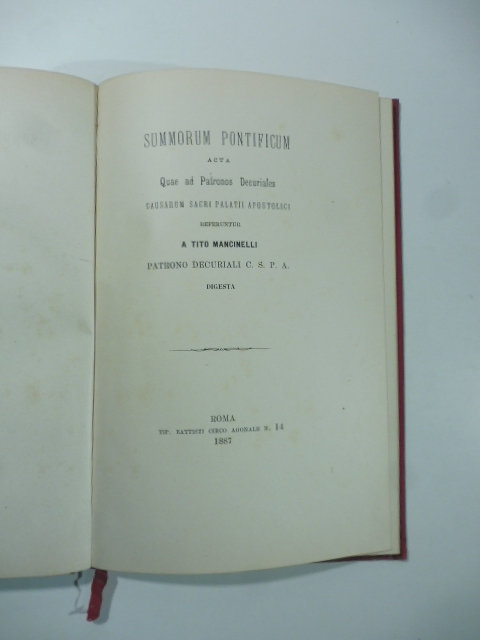 SUMMORUM PONTIFICUM
ACTA
Quae ad Patronos Decuriales
CAUSARUM SACRI PALATII APOSTOLICI
REFERUNTUR
A TITO MANCINELLI
PATRONO DECURIALI C. S. P. A.
DIGESTA
ROMA
TIP. BATTISTI CIRCO AGONALE N. 14
1887